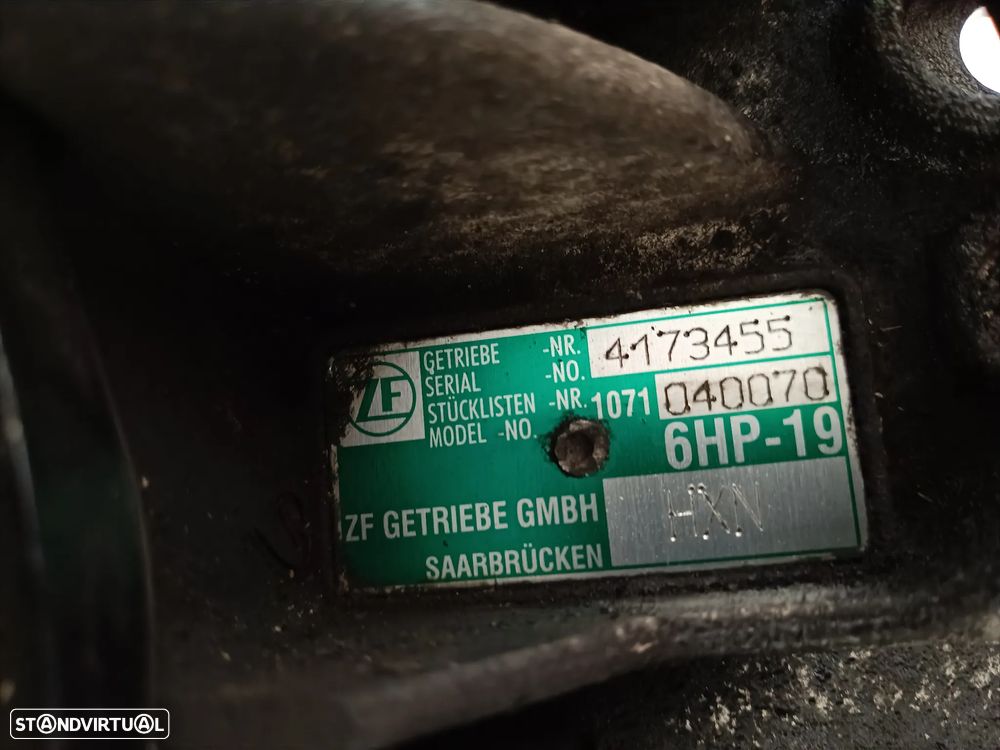 ZF
GETRIEBE -NR. 4173455
SERIAL -NO.
STÜCKLISTEN -NR. 1071 040070
MODEL -NO.
6HP-19
ZF GETRIEBE GMBH HXN
SAARBRÜCKEN
STANDVIRTUAL